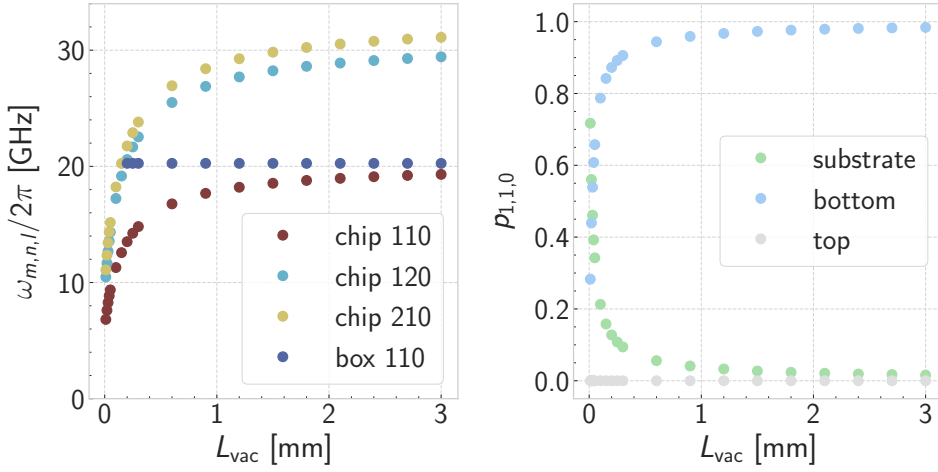 ω_{m,n,l}/2π [GHz]
30
20
10
0
chip 110
chip 120
chip 210
box 110
0 1 2 3
L_vac [mm]
p_{1,1,0}
1.0
0.8
0.6
0.4
0.2
0.0
substrate
bottom
top
0 1 2 3
L_vac [mm]